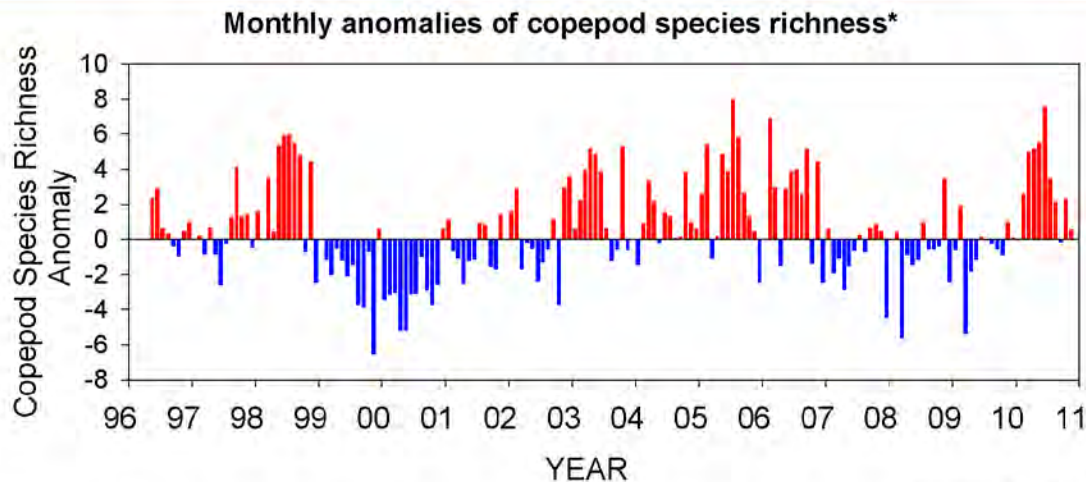 Monthly anomalies of copepod species richness*
Copepod Species Richness
Anomaly
10
8
6
4
2
0
-2
-4
-6
-8
96 97 98 99 00 01 02 03 04 05 06 07 08 09 10 11
YEAR